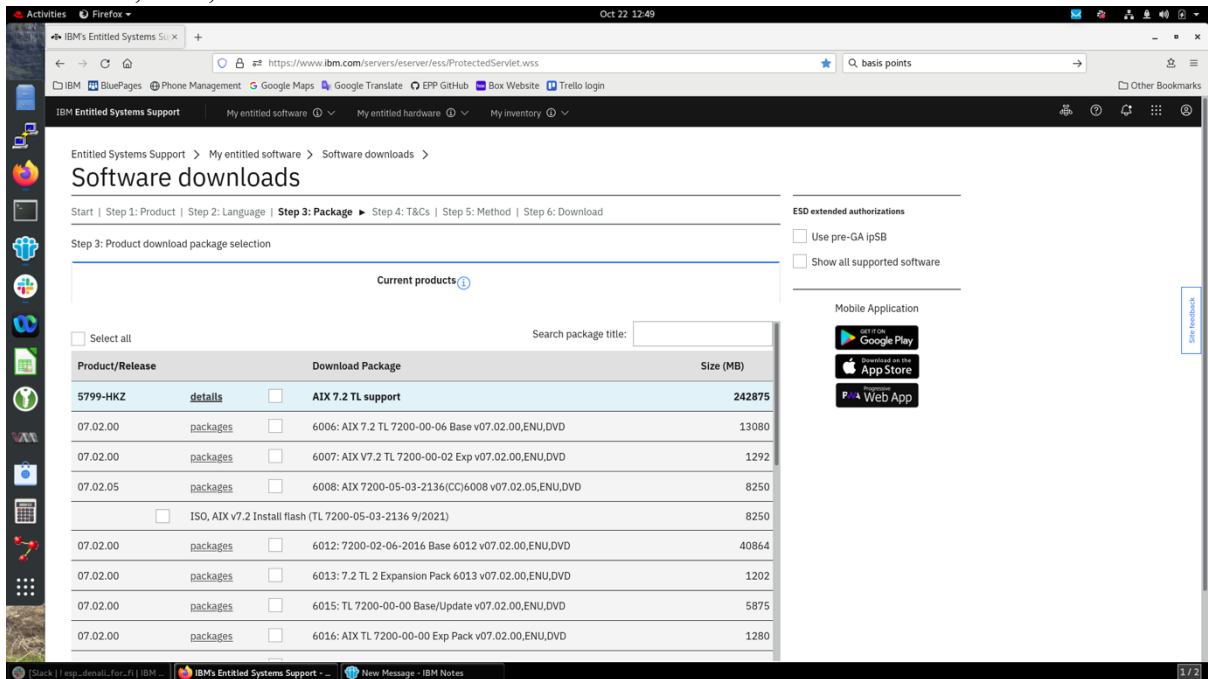 Activities Firefox Oct 22 12:49
IBM's Entitled Systems Su
https://www.ibm.com/servers/eserver/ess/ProtectedServlet.wss basis points
IBM BluePages Phone Management Google Maps Google Translate EPP GitHub Box Website Trello login Other Bookmarks
IBM Entitled Systems Support My entitled software My entitled hardware My inventory
Entitled Systems Support > My entitled software > Software downloads >
Software downloads
Start | Step 1: Product | Step 2: Language | Step 3: Package ► Step 4: T&Cs | Step 5: Method | Step 6: Download
Step 3: Product download package selection
Current products
Select all Search package title:
Product/Release Download Package Size (MB)
5799-HKZ details AIX 7.2 TL support 242875
07.02.00 packages 6006: AIX 7.2 TL 7200-00-06 Base v07.02.00,ENU,DVD 13080
07.02.00 packages 6007: AIX V7.2 TL 7200-00-02 Exp v07.02.00,ENU,DVD 1292
07.02.05 packages 6008: AIX 7200-05-03-2136(CC)6008 v07.02.05,ENU,DVD 8250
ISO, AIX v7.2 Install flash (TL 7200-05-03-2136 9/2021) 8250
07.02.00 packages 6012: 7200-02-06-2016 Base 6012 v07.02.00,ENU,DVD 40864
07.02.00 packages 6013: 7.2 TL 2 Expansion Pack 6013 v07.02.00,ENU,DVD 1202
07.02.00 packages 6015: TL 7200-00-00 Base/Update v07.02.00,ENU,DVD 5875
07.02.00 packages 6016: AIX TL 7200-00-00 Exp Pack v07.02.00,ENU,DVD 1280
ESD extended authorizations
Use pre-GA ipSB
Show all supported software
Mobile Application
GET IT ON
Google Play
Download on the
App Store
Progressive
PWA Web App
Site feedback
[Slack | ! esp_denali_for_fi | IBM ... IBM's Entitled Systems Support - ... New Message - IBM Notes 1 / 2